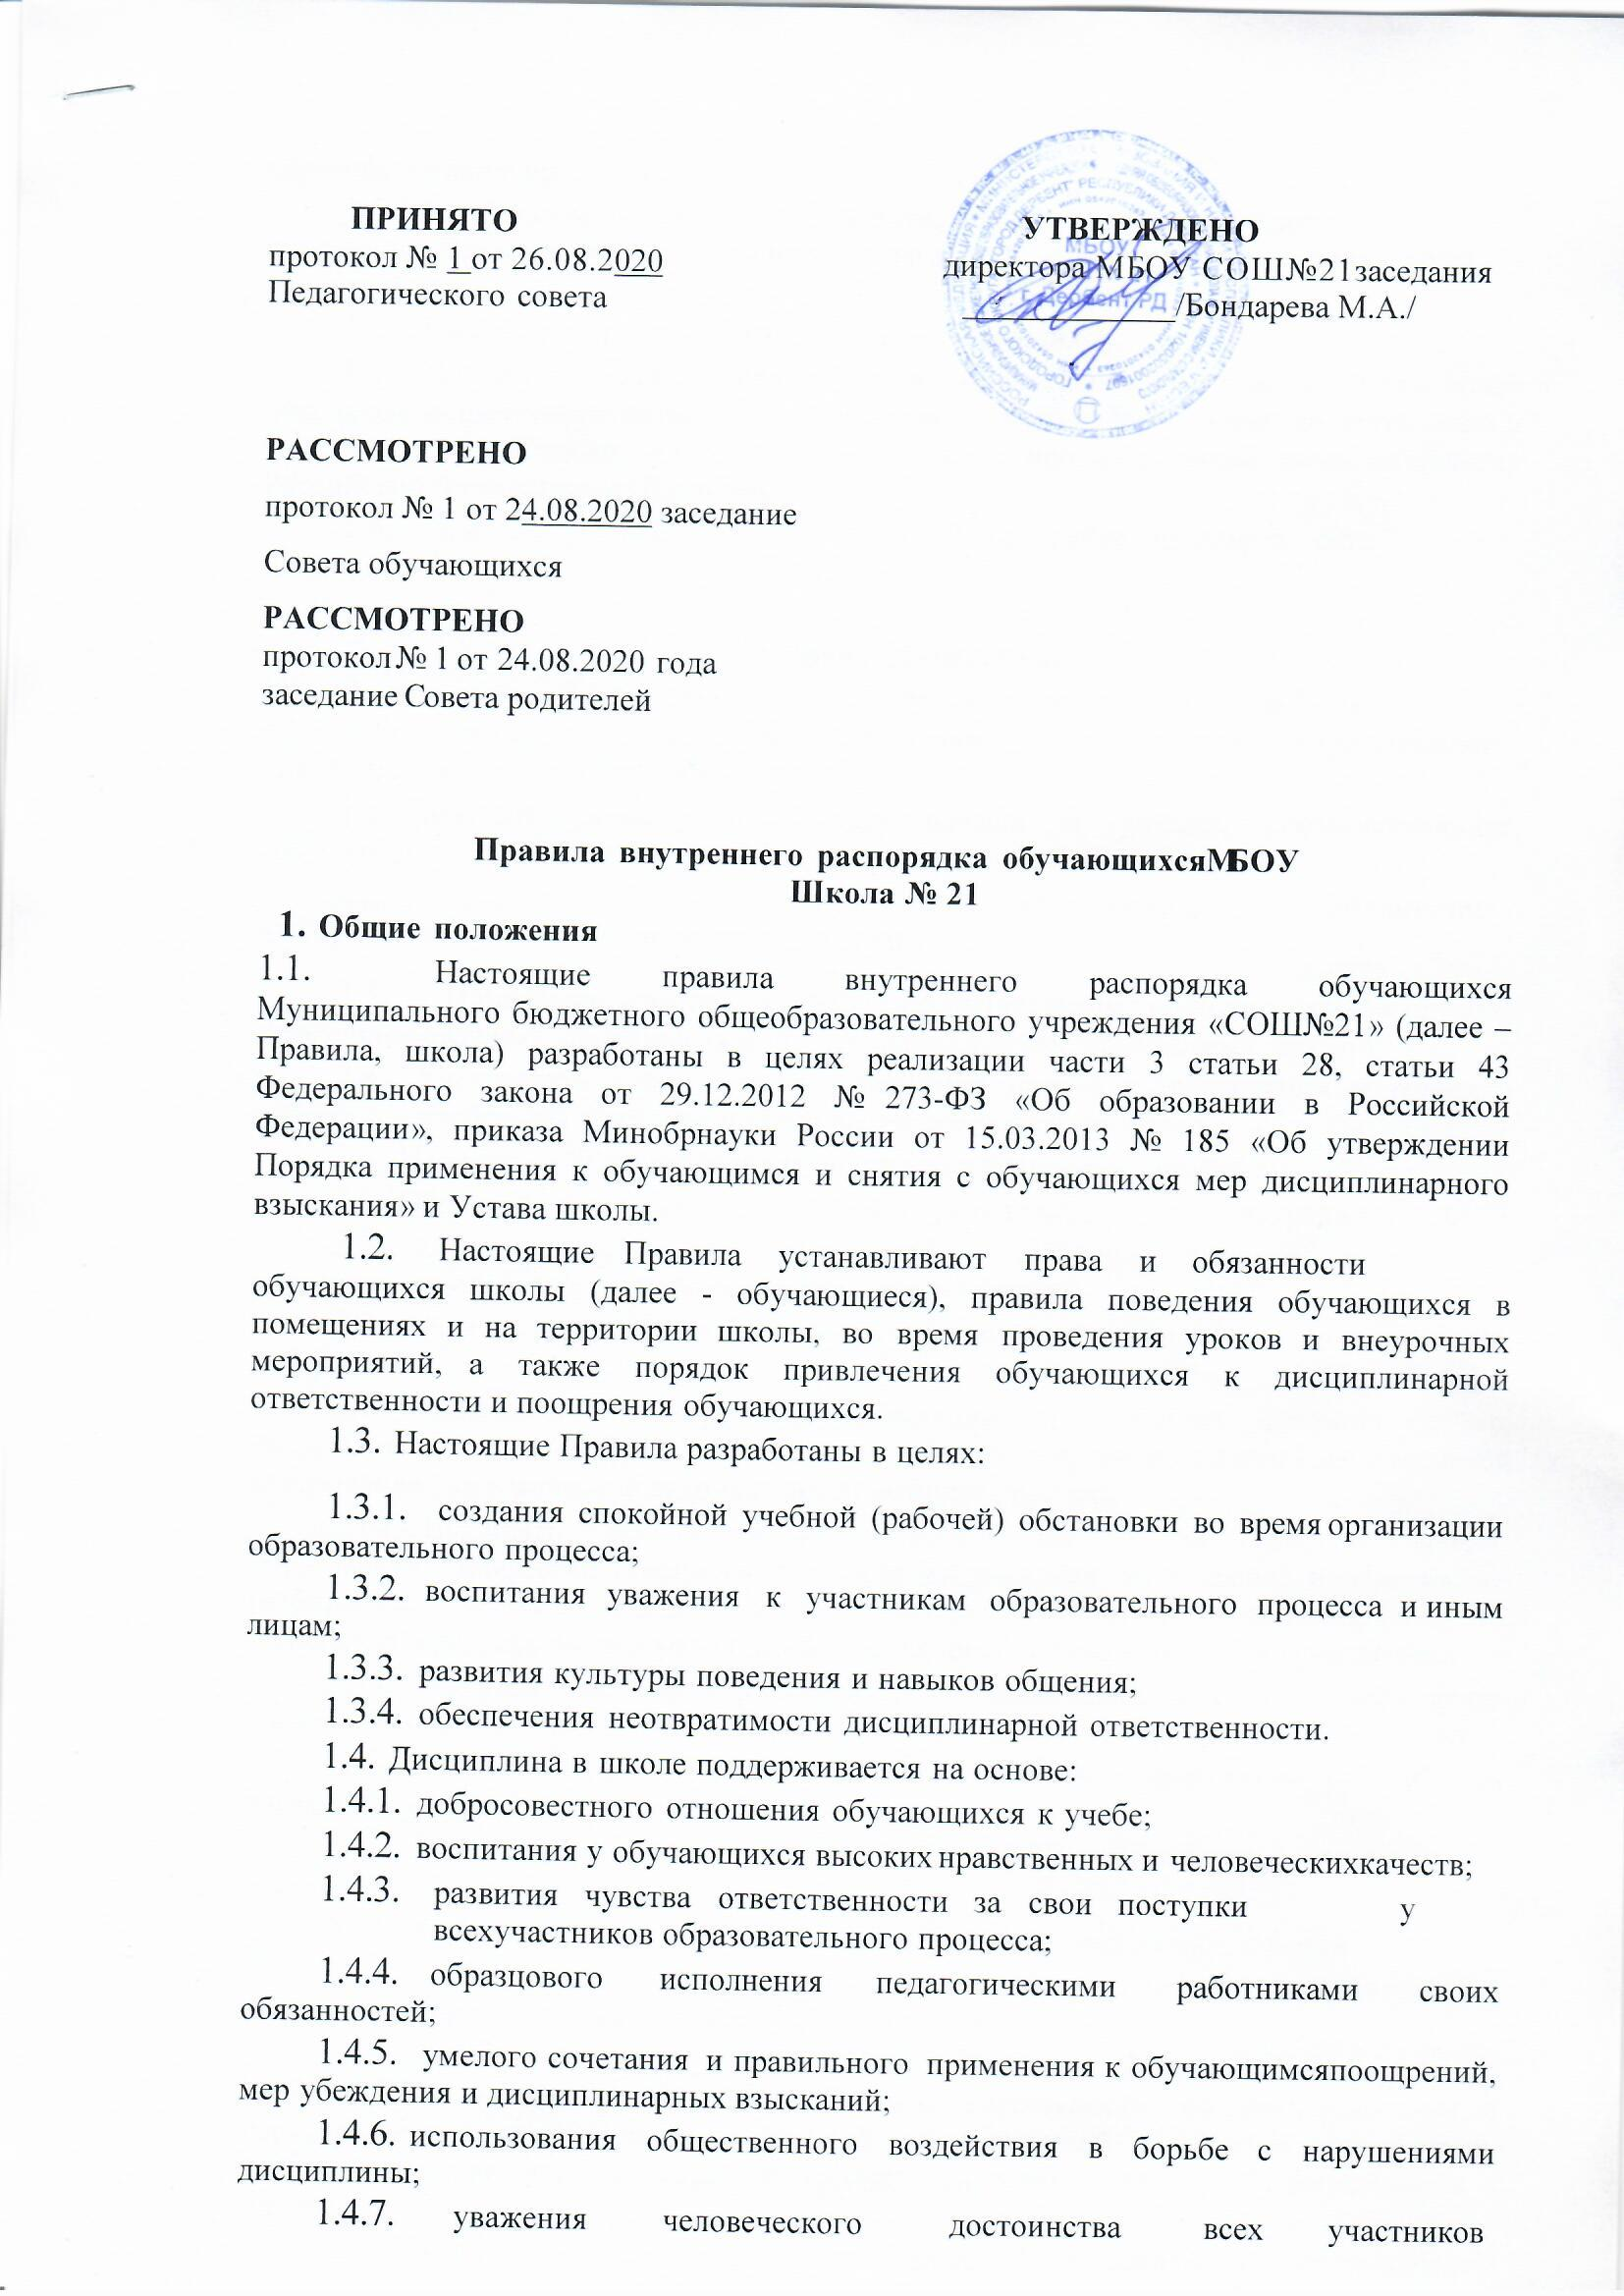 ПРИНЯТО
протокол № 1 от 26.08.2020
Педагогического совета
УТВЕРЖДЕНО
директора МБОУ СОШ№21заседания
/Бондарева М.А./
МБОУ
г. Дербент РД
РАССМОТРЕНО
протокол № 1 от 24.08.2020 заседание
Совета обучающихся
РАССМОТРЕНО
протокол № 1 от 24.08.2020 года
заседание Совета родителей
Правила внутреннего распорядка обучающихсяМБОУ
Школа № 21
1. Общие положения
1.1. Настоящие правила внутреннего распорядка обучающихся
Муниципального бюджетного общеобразовательного учреждения «СОШ№21» (далее –
Правила, школа) разработаны в целях реализации части 3 статьи 28, статьи 43
Федерального закона от 29.12.2012 № 273-ФЗ «Об образовании в Российской
Федерации», приказа Минобрнауки России от 15.03.2013 № 185 «Об утверждении
Порядка применения к обучающимся и снятия с обучающихся мер дисциплинарного
взыскания» и Устава школы.
1.2. Настоящие Правила устанавливают права и обязанности
обучающихся школы (далее - обучающиеся), правила поведения обучающихся в
помещениях и на территории школы, во время проведения уроков и внеурочных
мероприятий, а также порядок привлечения обучающихся к дисциплинарной
ответственности и поощрения обучающихся.
1.3. Настоящие Правила разработаны в целях:
1.3.1. создания спокойной учебной (рабочей) обстановки во время организации
образовательного процесса;
1.3.2. воспитания уважения к участникам образовательного процесса и иным
лицам;
1.3.3. развития культуры поведения и навыков общения;
1.3.4. обеспечения неотвратимости дисциплинарной ответственности.
1.4. Дисциплина в школе поддерживается на основе:
1.4.1. добросовестного отношения обучающихся к учебе;
1.4.2. воспитания у обучающихся высоких нравственных и человеческихкачеств;
1.4.3. развития чувства ответственности за свои поступки у
всехучастников образовательного процесса;
1.4.4. образцового исполнения педагогическими работниками своих
обязанностей;
1.4.5. умелого сочетания и правильного применения к обучающимсяпоощрений,
мер убеждения и дисциплинарных взысканий;
1.4.6. использования общественного воздействия в борьбе с нарушениями
дисциплины;
1.4.7. уважения человеческого достоинства всех участников